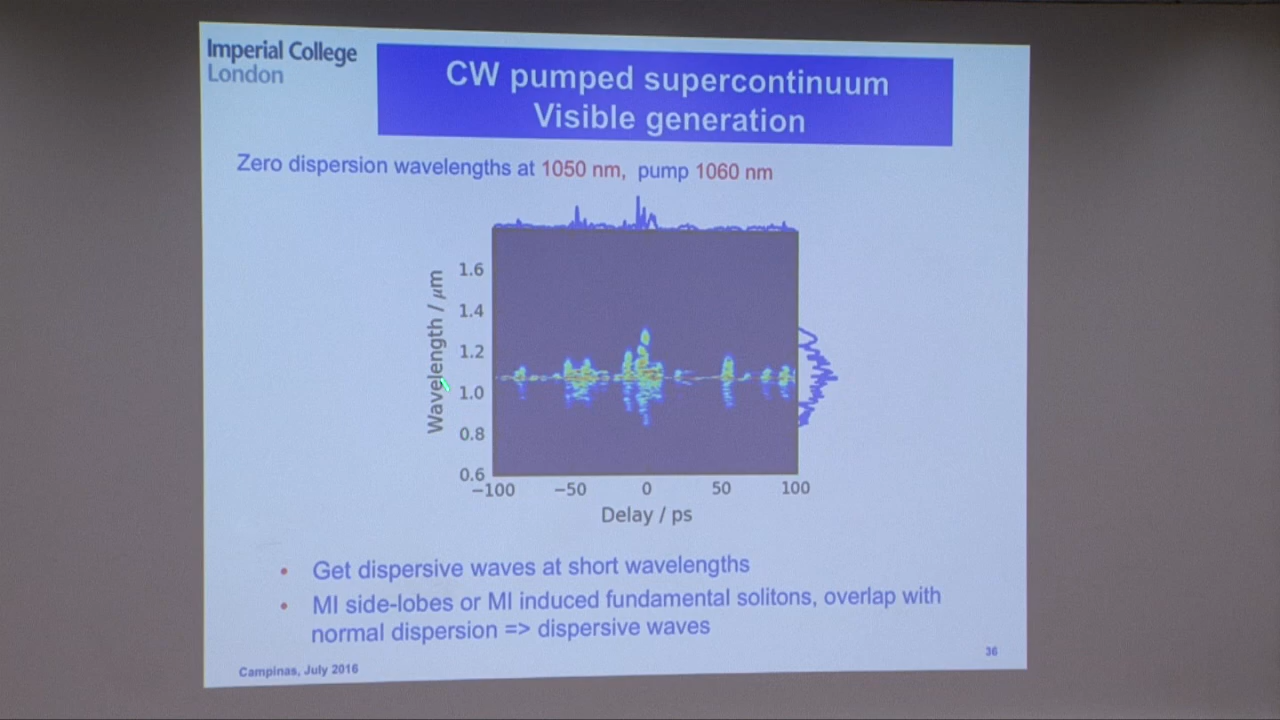 Imperial College
London
CW pumped supercontinuum
Visible generation
Zero dispersion wavelengths at 1050 nm, pump 1060 nm
Wavelength / μm
1.6
1.4
1.2
1.0
0.8
0.6
−100 −50 0 50 100
Delay / ps
• Get dispersive waves at short wavelengths
• MI side-lobes or MI induced fundamental solitons, overlap with
normal dispersion => dispersive waves
36
Campinas, July 2016